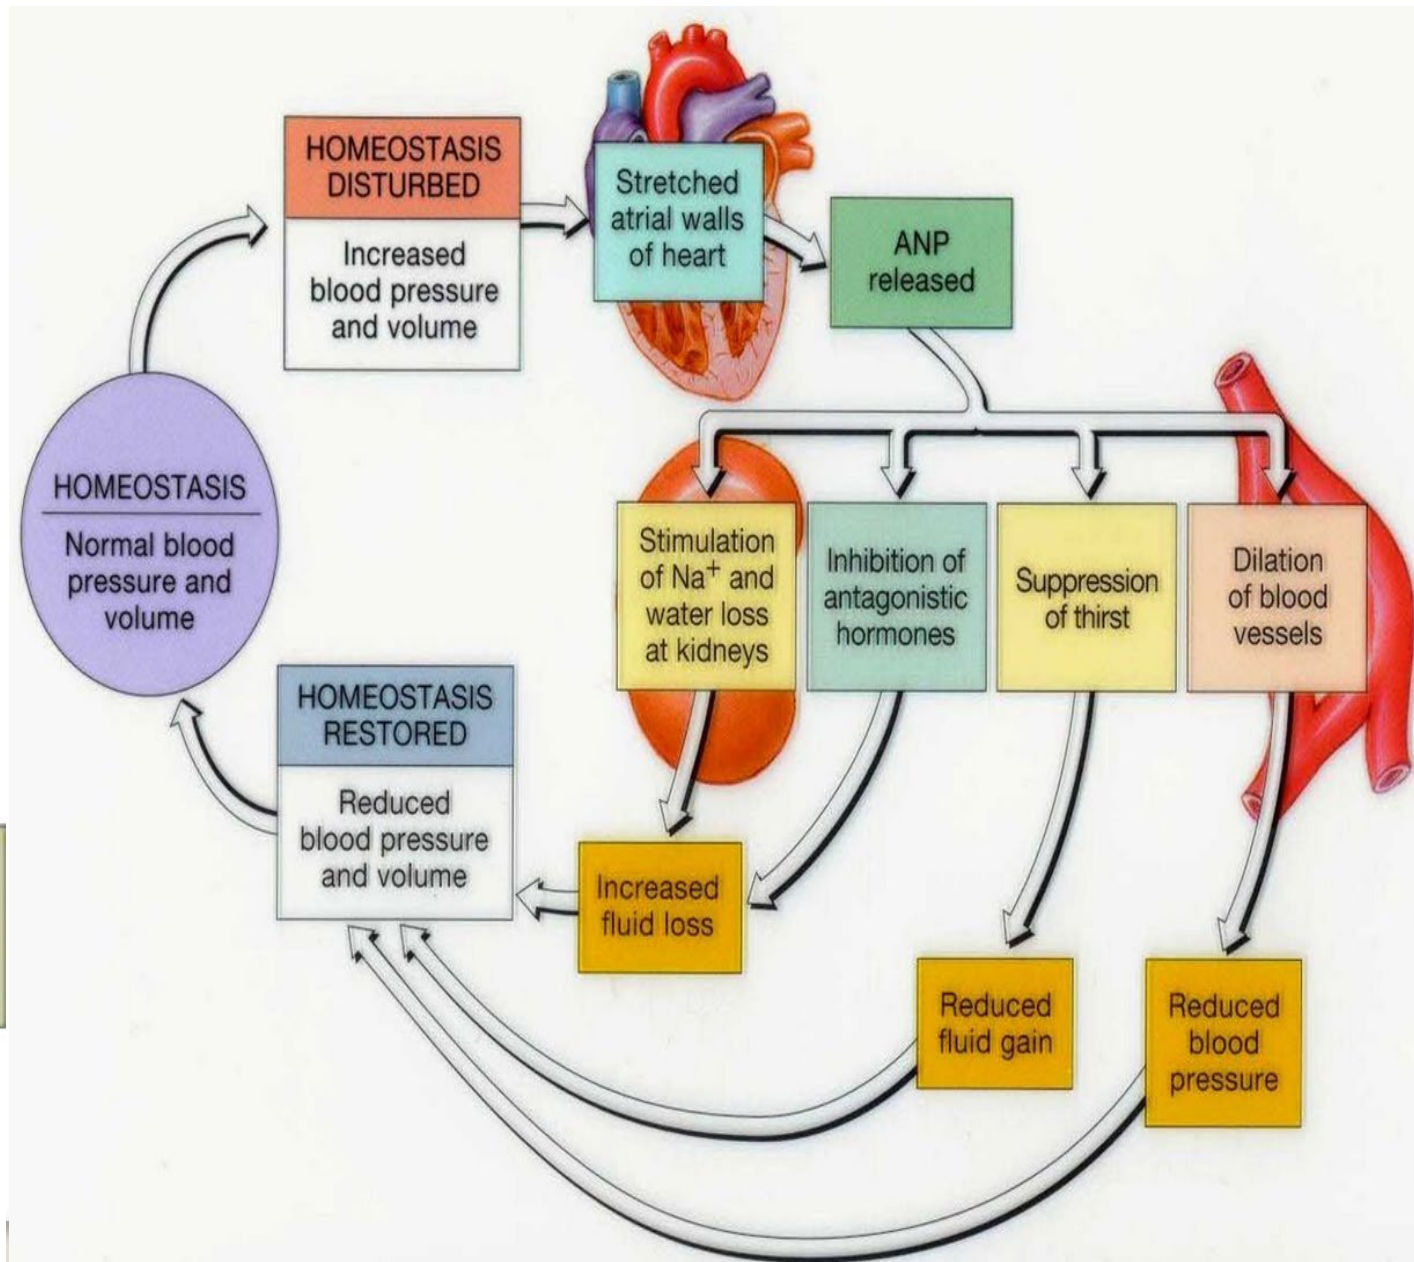 HOMEOSTASIS
DISTURBED
Increased
blood pressure
and volume
Stretched
atrial walls
of heart
ANP
released
HOMEOSTASIS
Normal blood
pressure and
volume
Stimulation
of Na⁺ and
water loss
at kidneys
Inhibition of
antagonistic
hormones
Suppression
of thirst
Dilation
of blood
vessels
HOMEOSTASIS
RESTORED
Reduced
blood pressure
and volume
Increased
fluid loss
Reduced
fluid gain
Reduced
blood
pressure